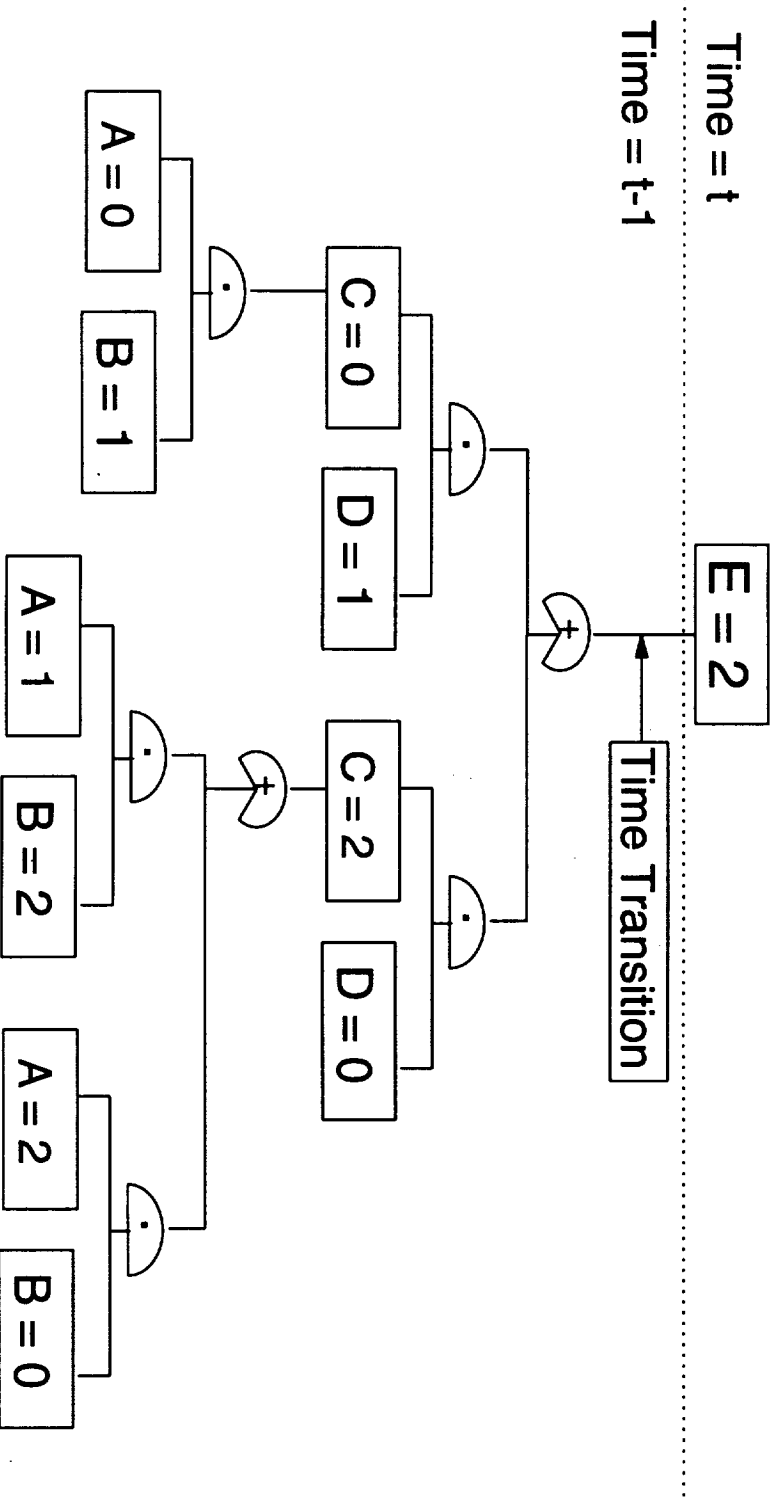 Time = t
E = 2
Time = t-1
Time Transition
+
·
·
C = 0
D = 1
C = 2
D = 0
·
+
A = 0
B = 1
·
·
A = 1
B = 2
A = 2
B = 0